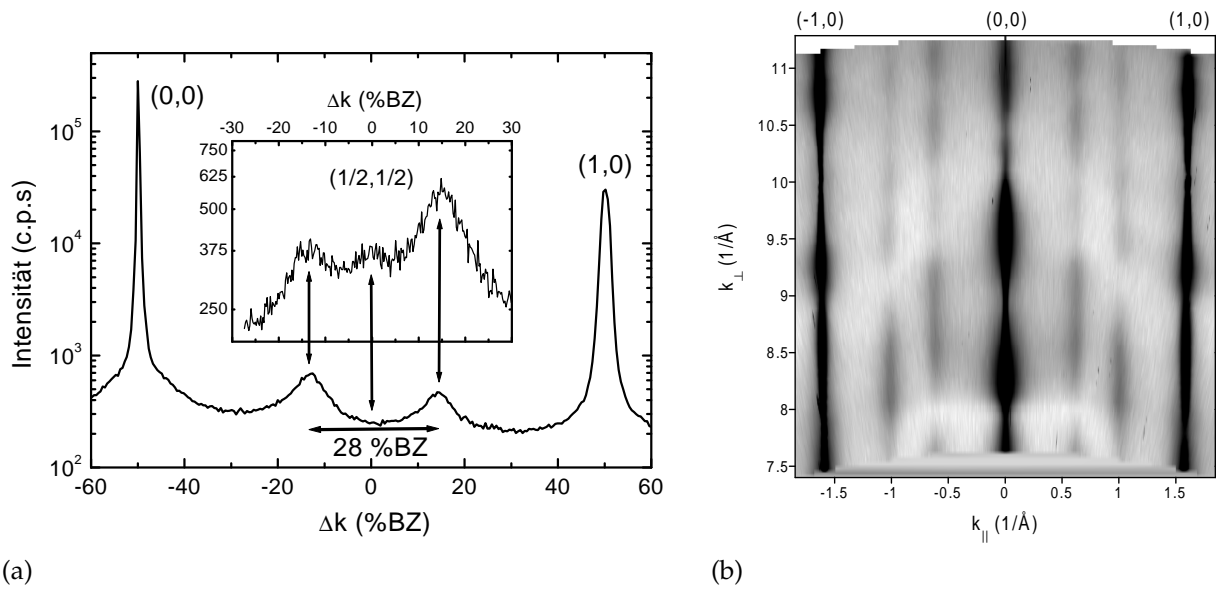 Δk (%BZ)
-30 -20 -10 0 10 20 30
(0,0)
(1,0)
(1/2,1/2)
750
625
500
375
250
10^5
10^4
10^3
10^2
Intensität (c.p.s)
28 %BZ
-60 -40 -20 0 20 40 60
Δk (%BZ)
(a)
(-1,0) (0,0) (1,0)
11
10.5
10
9.5
9
8.5
8
7.5
k⊥ (1/Å)
-1.5 -1 -0.5 0 0.5 1 1.5
k|| (1/Å)
(b)